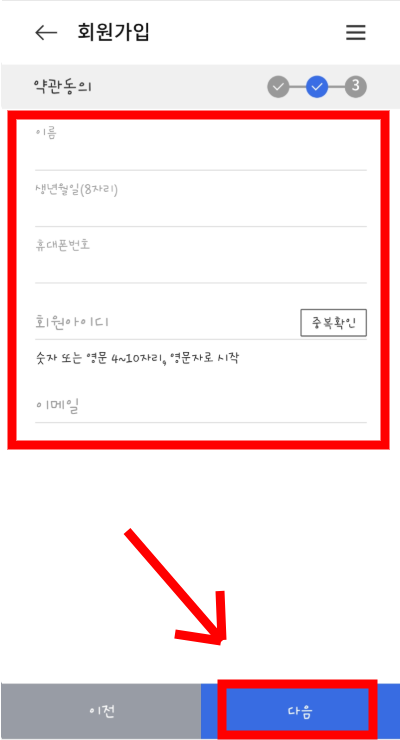 회원가입
약관동의 3
이름
생년월일(8자리)
휴대폰번호
회원아이디 중복확인
숫자 또는 영문 4~10자리, 영문자로 시작
이메일
이전 다음